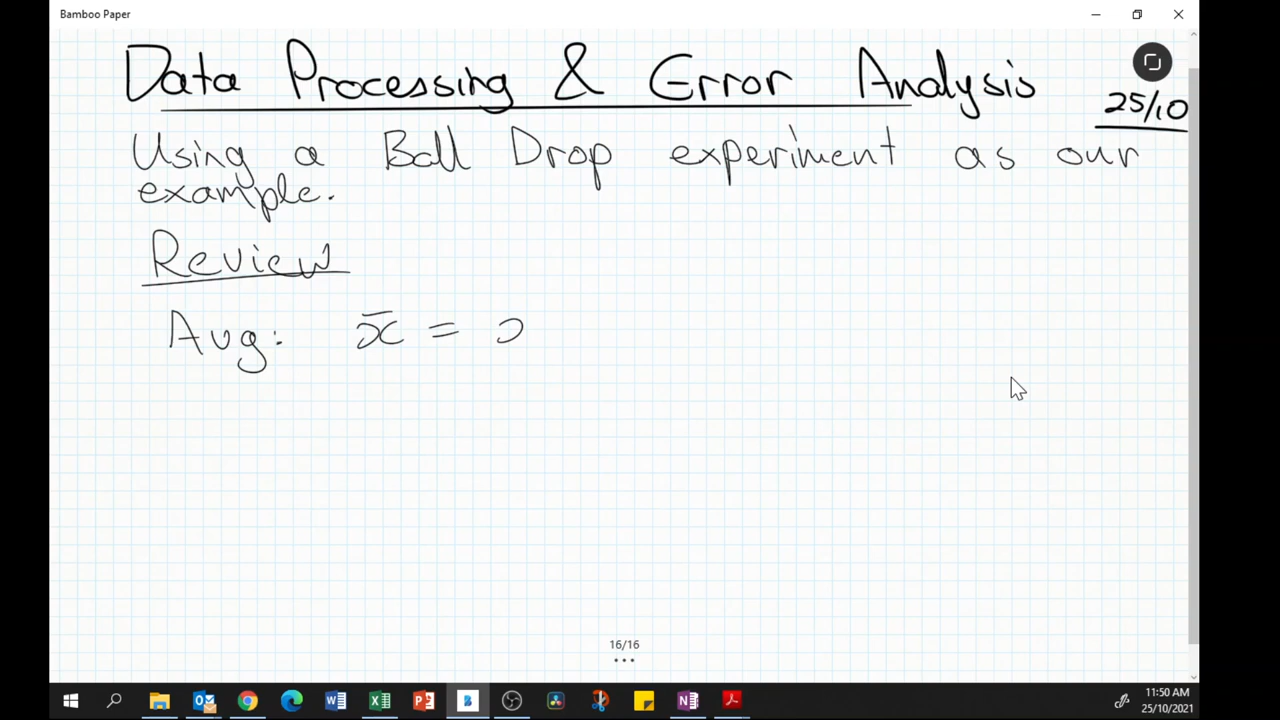 Bamboo Paper
Data Processing & Error Analysis
25/10
Using a Ball Drop experiment as our
example.
Review
Avg: x̄ =
16/16
11:50 AM
25/10/2021